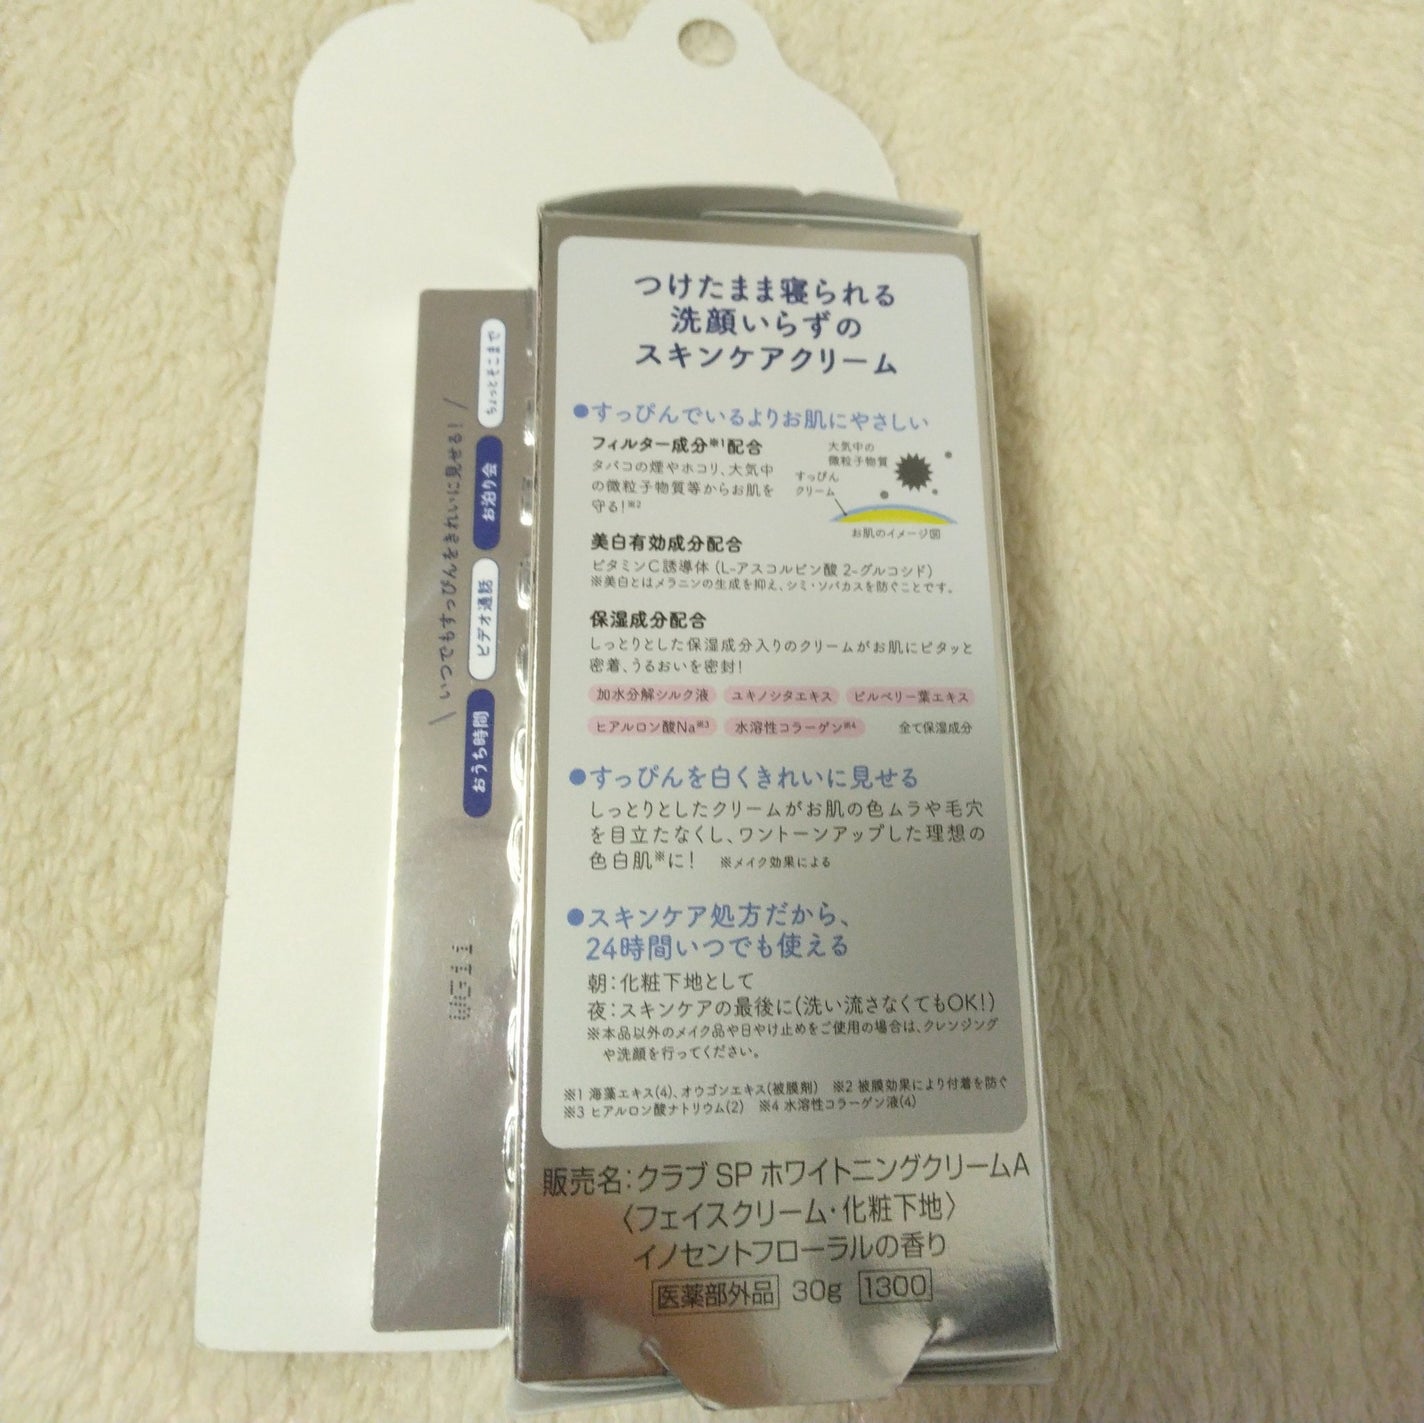 つけたまま寝られる
洗顔いらずの
スキンケアクリーム
●すっぴんでいるよりお肌にやさしい
フィルター成分※1配合
タバコの煙やホコリ、大気中
の微粒子物質等からお肌を
守る!※2
大気中の
微粒子物質
すっぴん
クリーム
お肌のイメージ図
美白有効成分配合
ビタミンC誘導体 (L-アスコルビン酸 2-グルコシド)
※美白とはメラニンの生成を抑え、シミ・ソバカスを防ぐことです。
保湿成分配合
しっとりとした保湿成分入りのクリームがお肌にピタッと
密着、うるおいを密封!
加水分解シルク液 ユキノシタエキス ビルベリー葉エキス
ヒアルロン酸Na※3 水溶性コラーゲン※4 全て保湿成分
●すっぴんを白くきれいに見せる
しっとりとしたクリームがお肌の色ムラや毛穴
を目立たなくし、ワントーンアップした理想の
色白肌※に! ※メイク効果による
●スキンケア処方だから、
24時間いつでも使える
朝:化粧下地として
夜:スキンケアの最後に(洗い流さなくてもOK!)
※本品以外のメイク品や日やけ止めをご使用の場合は、クレンジング
や洗顔を行ってください。
※1 海藻エキス(4)、オウゴンエキス(被膜剤) ※2 被膜効果により付着を防ぐ
※3 ヒアルロン酸ナトリウム(2) ※4 水溶性コラーゲン液(4)
販売名:クラブ SP ホワイトニングクリームA
〈フェイスクリーム・化粧下地〉
イノセントフローラルの香り
医薬部外品 30g 1300
\いつでもすっぴんをきれいに見せる!/
おうち時間 ビデオ通話 お泊り会 ちょっとそこまで